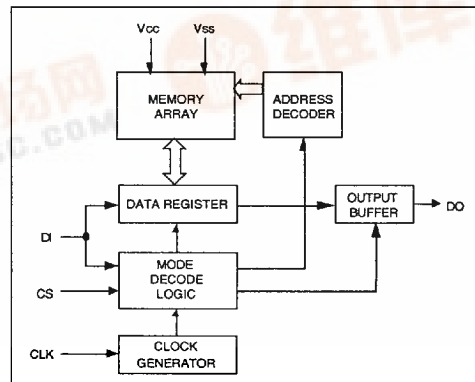 Vcc Vss
MEMORY
ARRAY
ADDRESS
DECODER
DATA REGISTER
OUTPUT
BUFFER
DO
DI
MODE
DECODE
LOGIC
CS
CLK
CLOCK
GENERATOR